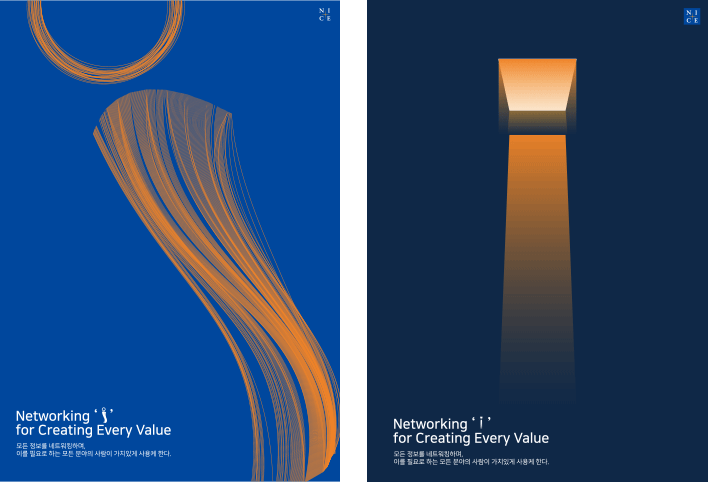 N I
C E
Networking ‘ i ’
for Creating Every Value
모든 정보를 네트워킹하며,
이를 필요로 하는 모든 분야의 사람이 가치있게 사용케 한다.
N I
C E
Networking ‘ i ’
for Creating Every Value
모든 정보를 네트워킹하며,
이를 필요로 하는 모든 분야의 사람이 가치있게 사용케 한다.